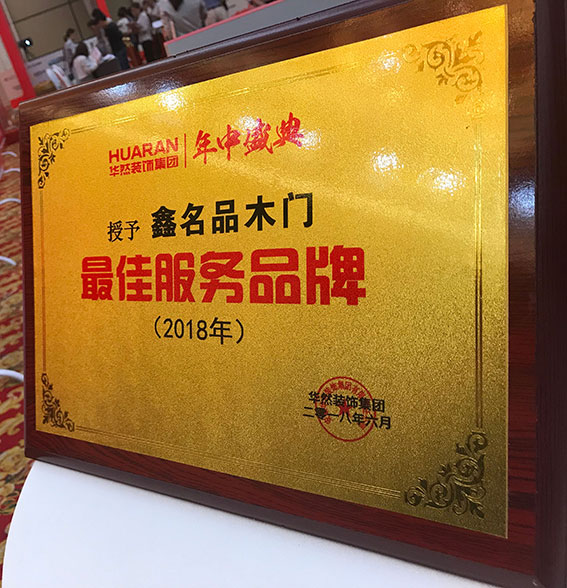 HUARAN
华然装饰集团
年中盛典
授予 鑫名品木门
最佳服务品牌
（2018年）
华然装饰集团
二零一八年六月